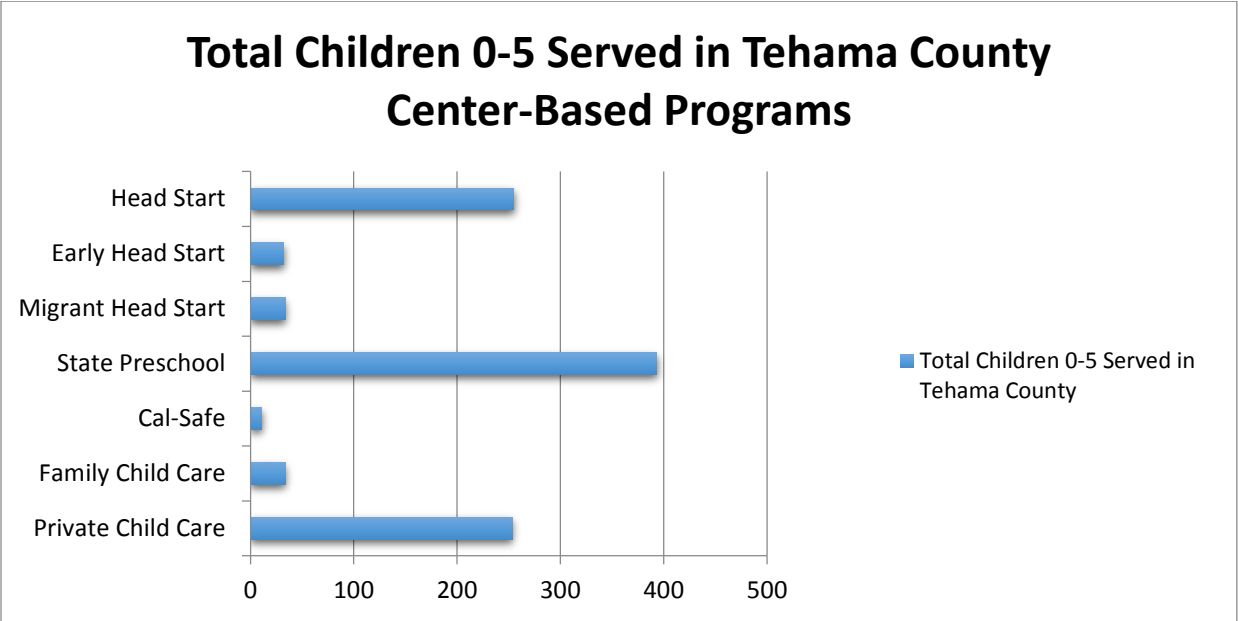 Total Children 0-5 Served in Tehama County
Center-Based Programs
Head Start
Early Head Start
Migrant Head Start
State Preschool
Cal-Safe
Family Child Care
Private Child Care
0 100 200 300 400 500
Total Children 0-5 Served in
Tehama County